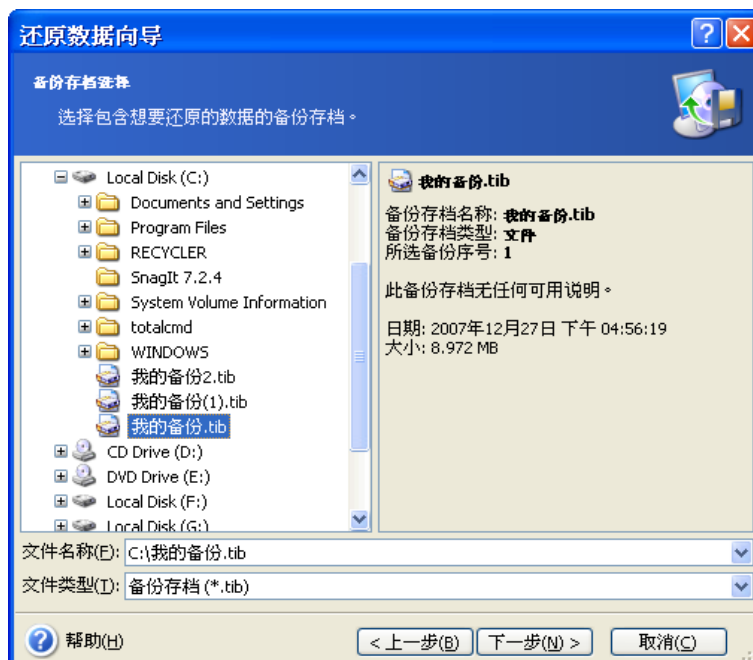 还原数据向导
备份存档选择
选择包含想要还原的数据的备份存档。
Local Disk (C:)
Documents and Settings
Program Files
RECYCLER
SnagIt 7.2.4
System Volume Information
totalcmd
WINDOWS
我的备份2.tib
我的备份(1).tib
我的备份.tib
CD Drive (D:)
DVD Drive (E:)
Local Disk (F:)
Local Disk (G:)
我的备份.tib
备份存档名称: 我的备份.tib
备份存档类型: 文件
所选备份序号: 1
此备份存档无任何可用说明。
日期: 2007年12月27日 下午 04:56:19
大小: 8.972 MB
文件名称(F): C:\我的备份.tib
文件类型(T): 备份存档 (*.tib)
帮助(H)
< 上一步(B)
下一步(N) >
取消(C)